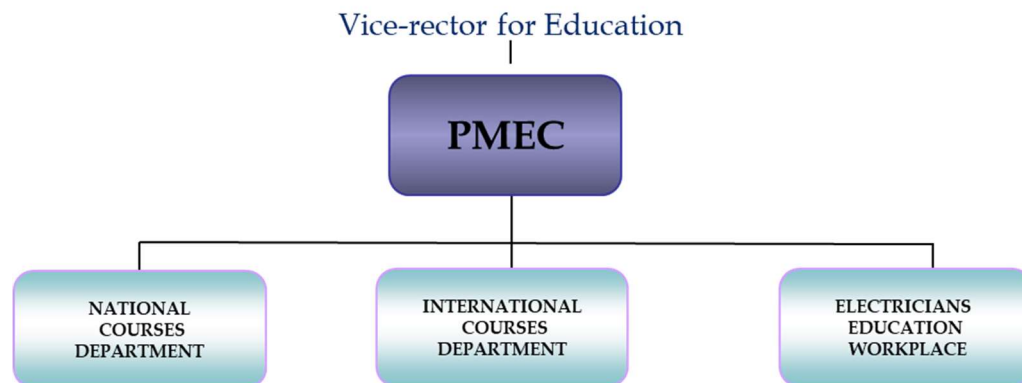 Vice-rector for Education
PMEC
NATIONAL
COURSES
DEPARTMENT
INTERNATIONAL
COURSES
DEPARTMENT
ELECTRICIANS
EDUCATION
WORKPLACE